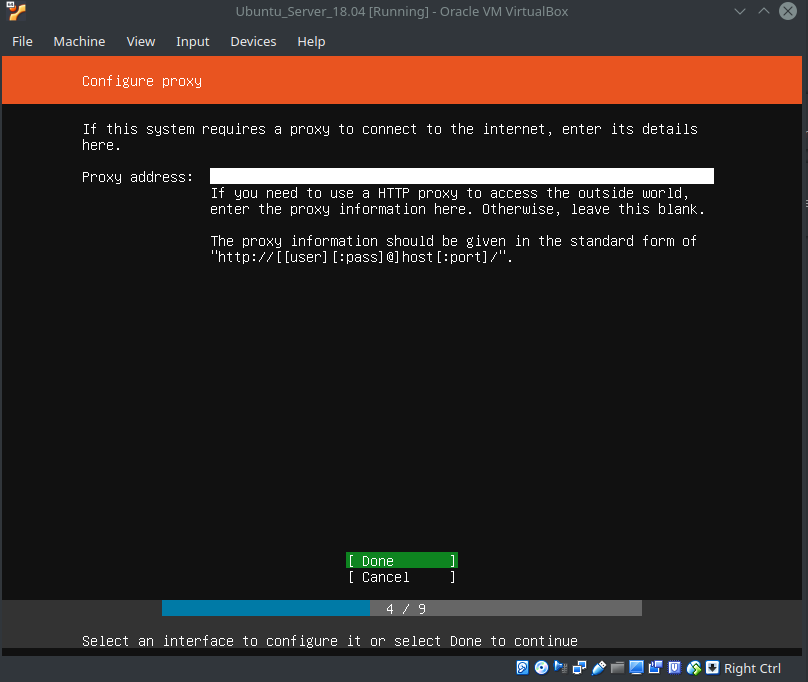 Ubuntu_Server_18.04 [Running] - Oracle VM VirtualBox
File Machine View Input Devices Help
Configure proxy
If this system requires a proxy to connect to the internet, enter its details
here.
Proxy address:
If you need to use a HTTP proxy to access the outside world,
enter the proxy information here. Otherwise, leave this blank.
The proxy information should be given in the standard form of
"http://[[user][:pass]@]host[:port]/".
[ Done ]
[ Cancel ]
4 / 9
Select an interface to configure it or select Done to continue
Right Ctrl